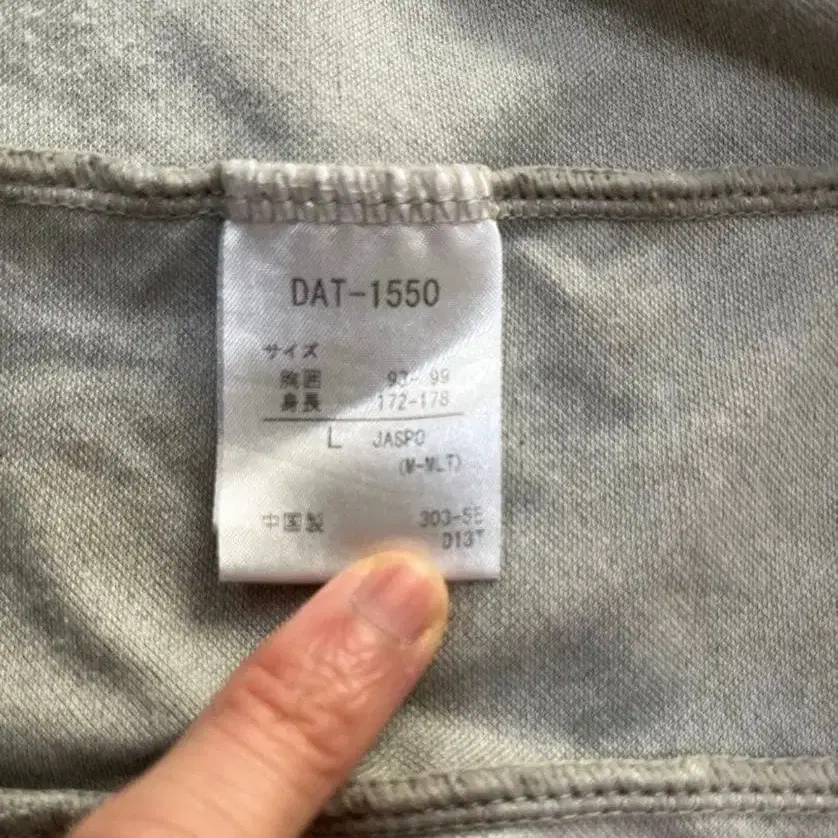 DAT-1550
サイズ
胸囲 93-99
身長 172-178
L JASPO
(M-MLT)
中国製 303-55
D13T